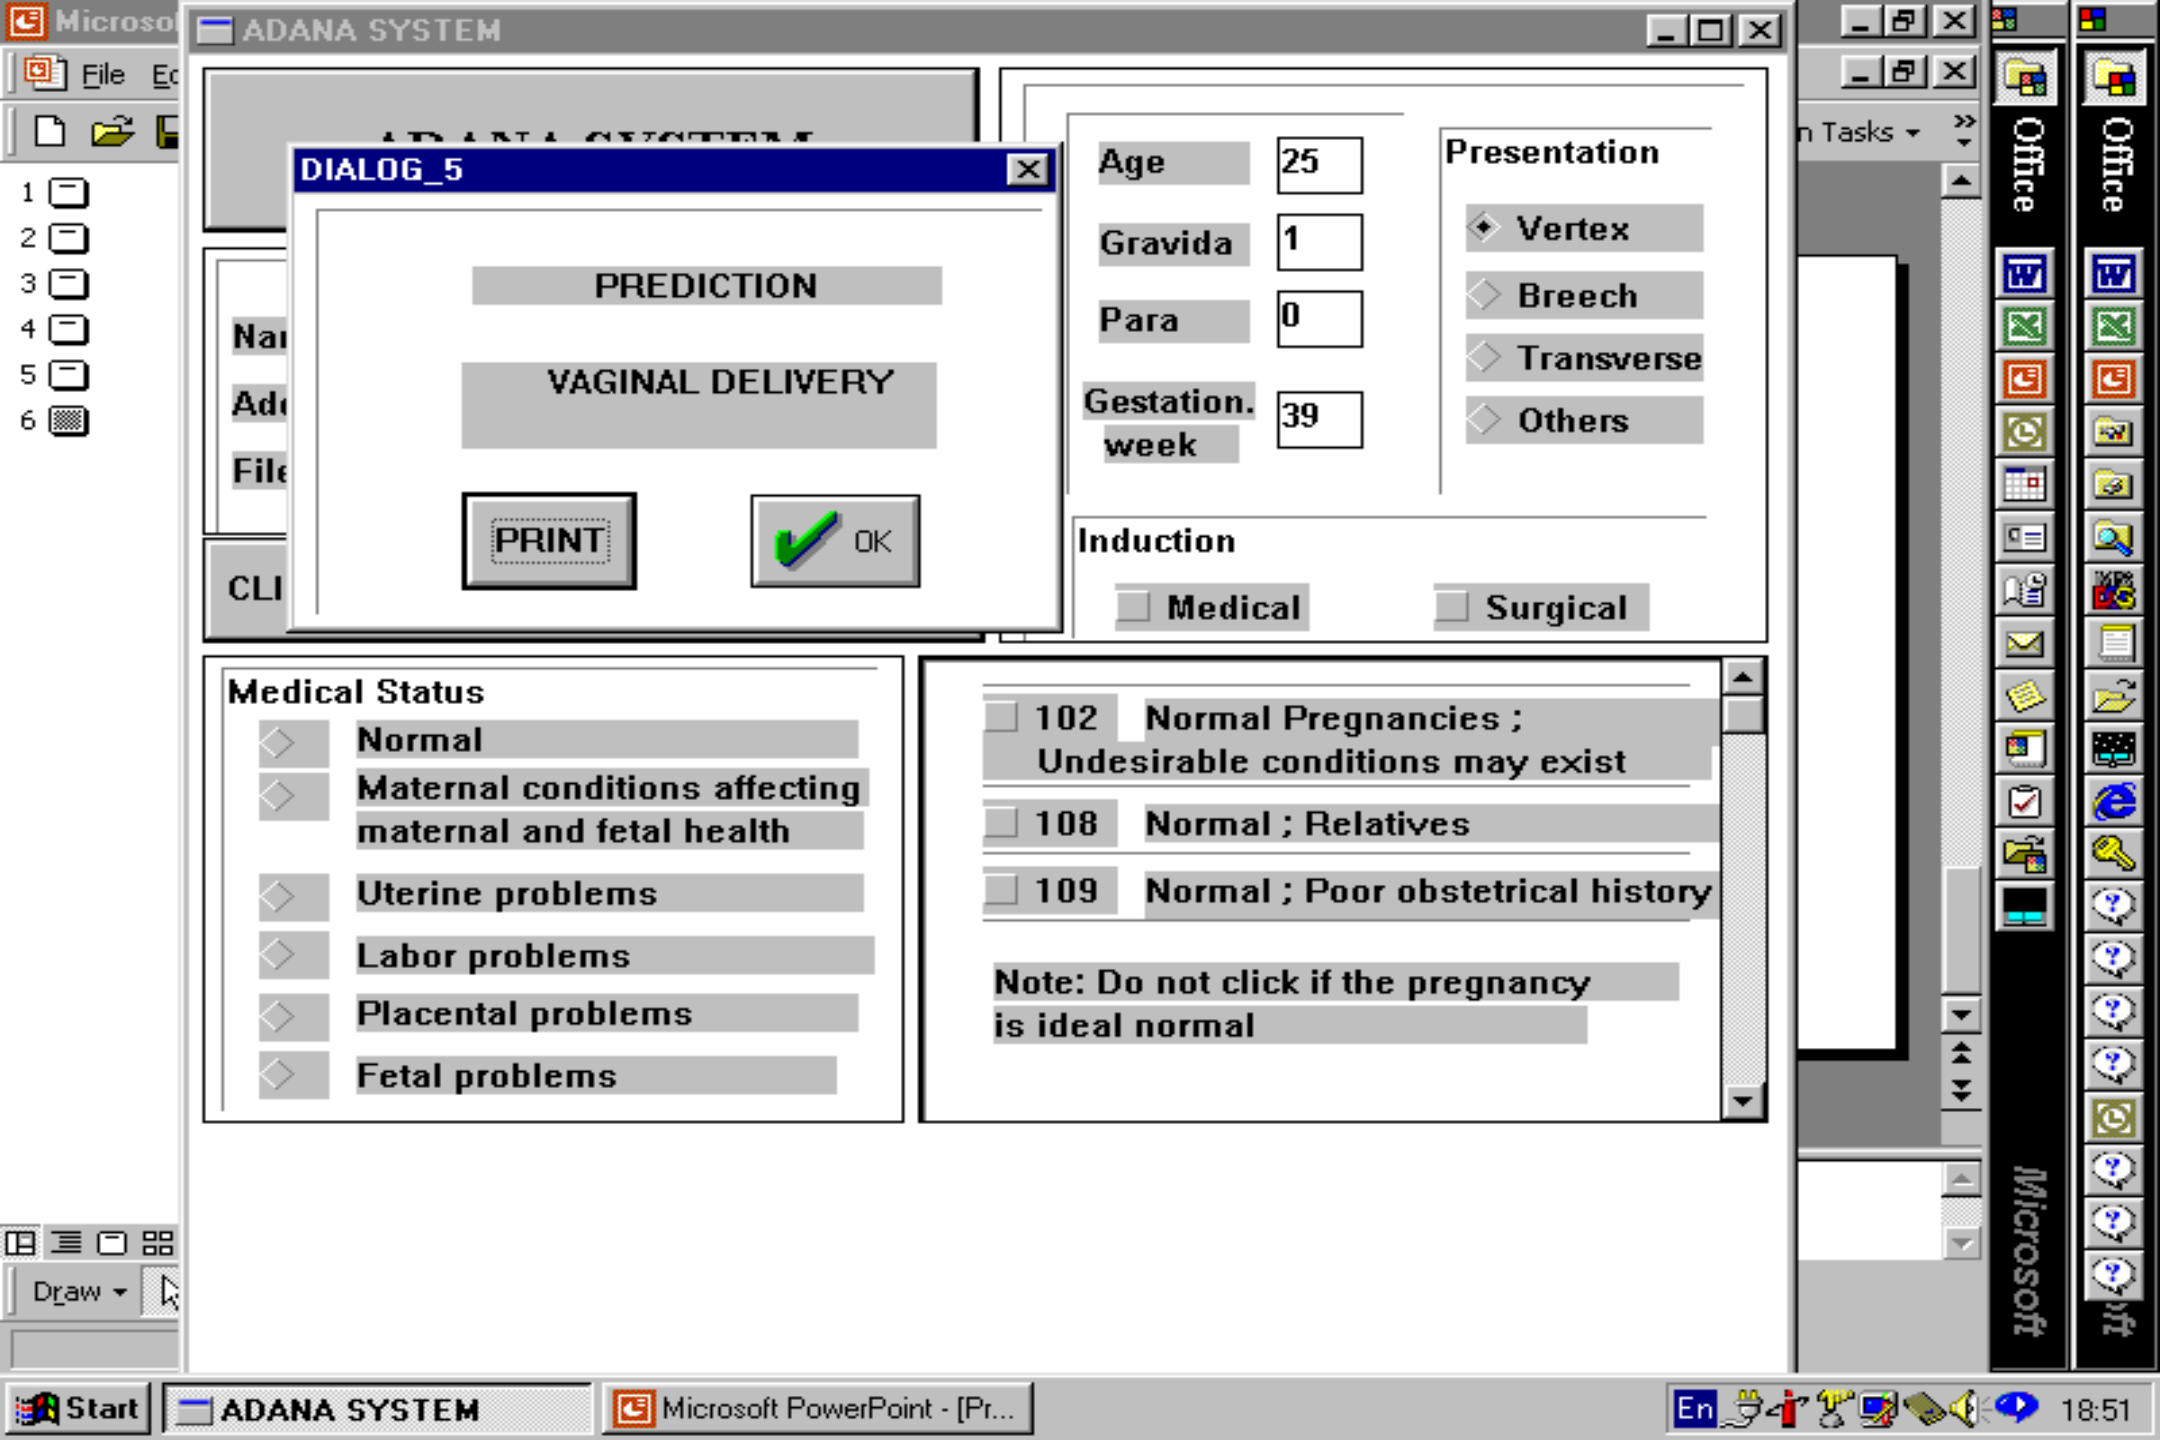 Microsof
ADANA SYSTEM
File
Ed
n Tasks
1
2
3
4
5
6
ADANA SYSTEM
DIALOG_5
PREDICTION
VAGINAL DELIVERY
PRINT
OK
CLI
Age 25
Gravida 1
Para 0
Gestation. 39
week
Presentation
Vertex
Breech
Transverse
Others
Induction
Medical
Surgical
Medical Status
Normal
Maternal conditions affecting
maternal and fetal health
Uterine problems
Labor problems
Placental problems
Fetal problems
102 Normal Pregnancies ;
Undesirable conditions may exist
108 Normal ; Relatives
109 Normal ; Poor obstetrical history
Note: Do not click if the pregnancy
is ideal normal
Office
Office
Microsoft
Draw
Start
ADANA SYSTEM
Microsoft PowerPoint - [Pr...
En
18:51